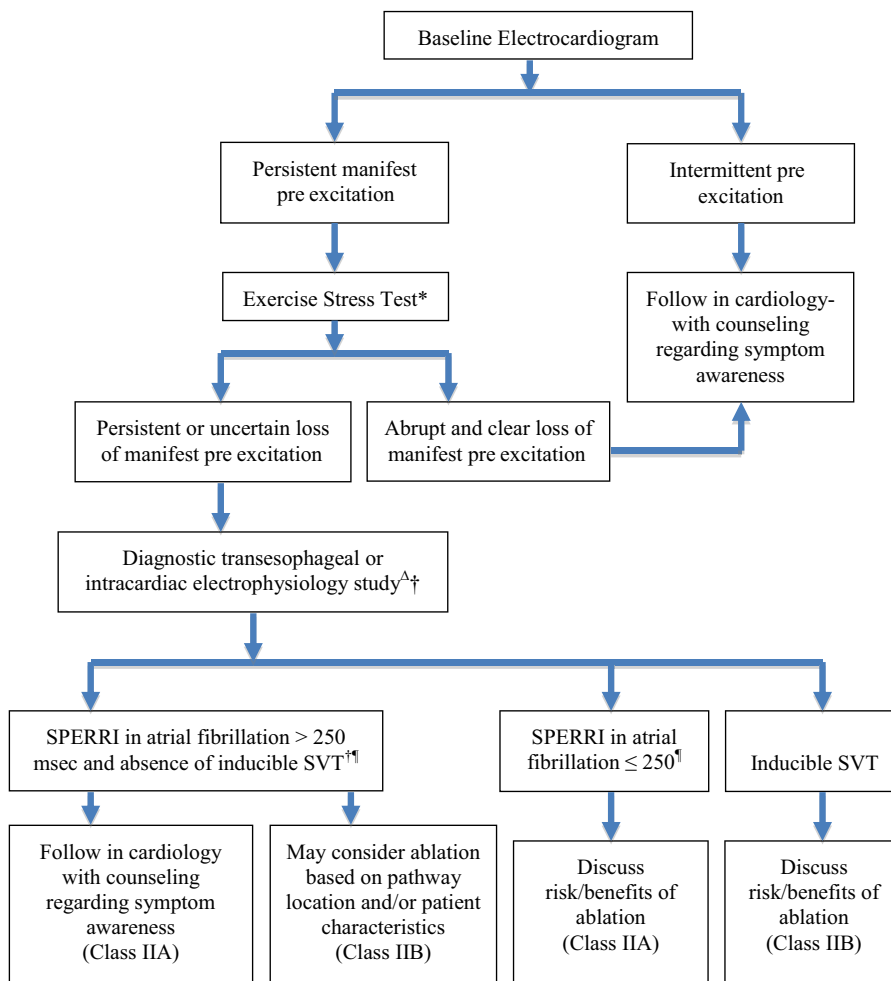 Baseline Electrocardiogram
Persistent manifest
pre excitation
Intermittent pre
excitation
Exercise Stress Test*
Follow in cardiology-
with counseling
regarding symptom
awareness
Persistent or uncertain loss
of manifest pre excitation
Abrupt and clear loss of
manifest pre excitation
Diagnostic transesophageal or
intracardiac electrophysiology study^Δ†
SPERRI in atrial fibrillation > 250
msec and absence of inducible SVT†¶
SPERRI in atrial
fibrillation ≤ 250¶
Inducible SVT
Follow in cardiology
with counseling
regarding symptom
awareness
(Class IIA)
May consider ablation
based on pathway
location and/or patient
characteristics
(Class IIB)
Discuss
risk/benefits of
ablation
(Class IIA)
Discuss
risk/benefits of
ablation
(Class IIB)